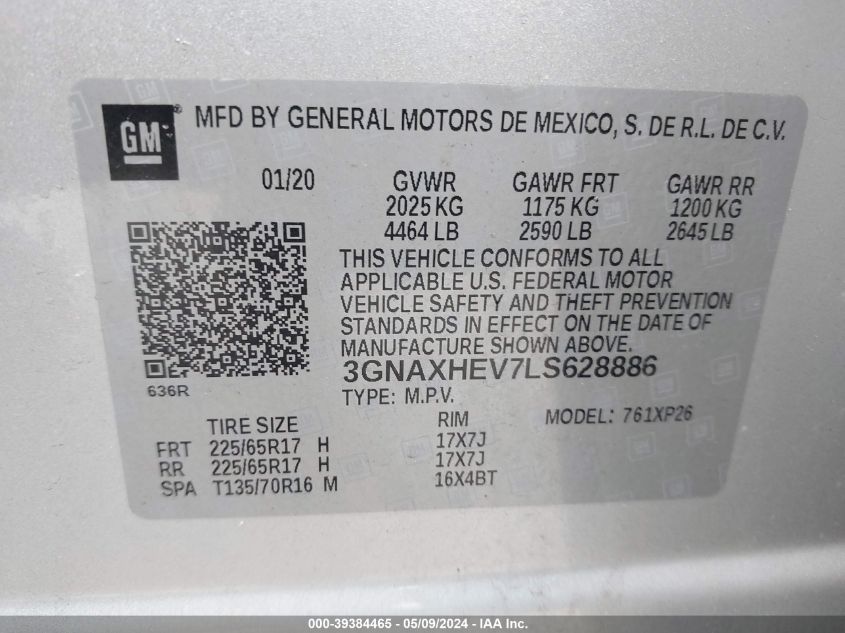 GM ® MFD BY GENERAL MOTORS DE MEXICO, S. DE R.L. DE C.V.
01/20 GVWR GAWR FRT GAWR RR
2025 KG 1175 KG 1200 KG
4464 LB 2590 LB 2645 LB
THIS VEHICLE CONFORMS TO ALL
APPLICABLE U.S. FEDERAL MOTOR
VEHICLE SAFETY AND THEFT PREVENTION
STANDARDS IN EFFECT ON THE DATE OF
MANUFACTURE SHOWN ABOVE.
3GNAXHEV7LS628886
636R TYPE: M.P.V.
TIRE SIZE RIM MODEL: 761XP26
FRT 225/65R17 H 17X7J
RR 225/65R17 H 17X7J
SPA T135/70R16 M 16X4BT
000-39384465 - 05/09/2024 - IAA Inc.